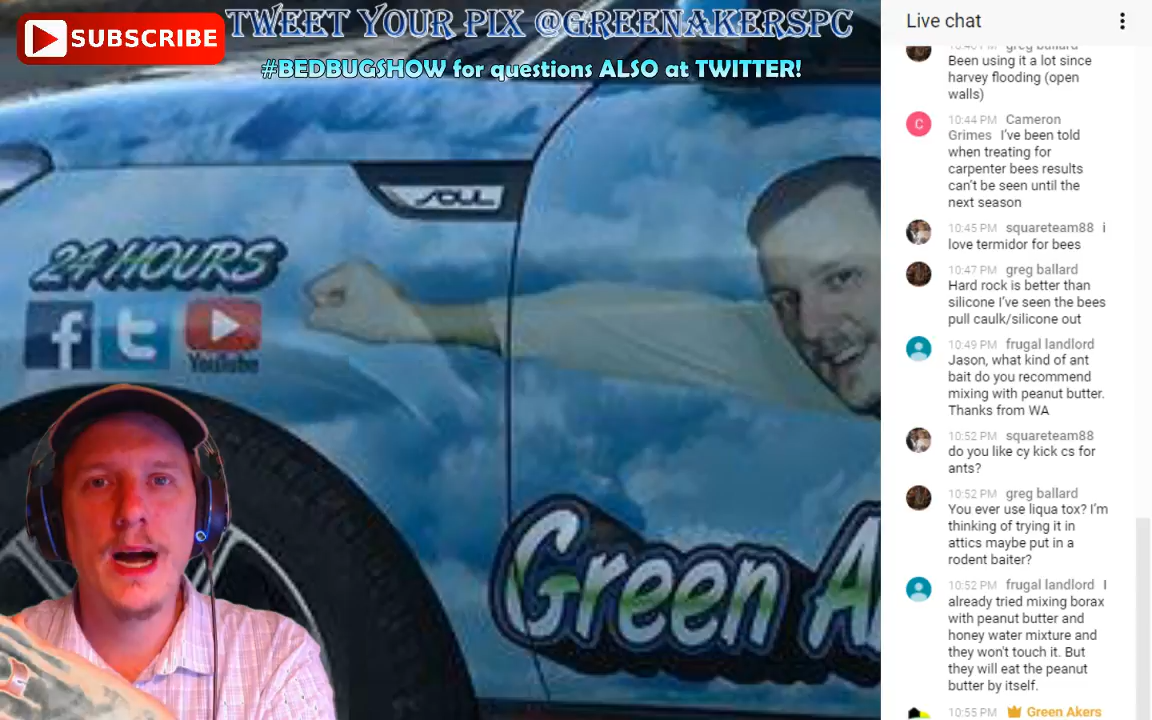 SUBSCRIBE
TWEET YOUR PIX @GREENAKERSPC
#BEDBUGSHOW for questions ALSO at TWITTER!
SOUL
24 HOURS
f t
YouTube
Green A
Live chat
10:40 PM greg ballard
Been using it a lot since
harvey flooding (open
walls)
C
10:44 PM Cameron
Grimes I've been told
when treating for
carpenter bees results
can't be seen until the
next season
10:45 PM squareteam88 i
love termidor for bees
10:47 PM greg ballard
Hard rock is better than
silicone I've seen the bees
pull caulk/silicone out
10:49 PM frugal landlord
Jason, what kind of ant
bait do you recommend
mixing with peanut butter.
Thanks from WA
10:52 PM squareteam88
do you like cy kick cs for
ants?
10:52 PM greg ballard
You ever use liqua tox? I'm
thinking of trying it in
attics maybe put in a
rodent baiter?
10:52 PM frugal landlord I
already tried mixing borax
with peanut butter and
honey water mixture and
they won't touch it. But
they will eat the peanut
butter by itself.
10:55 PM Green Akers